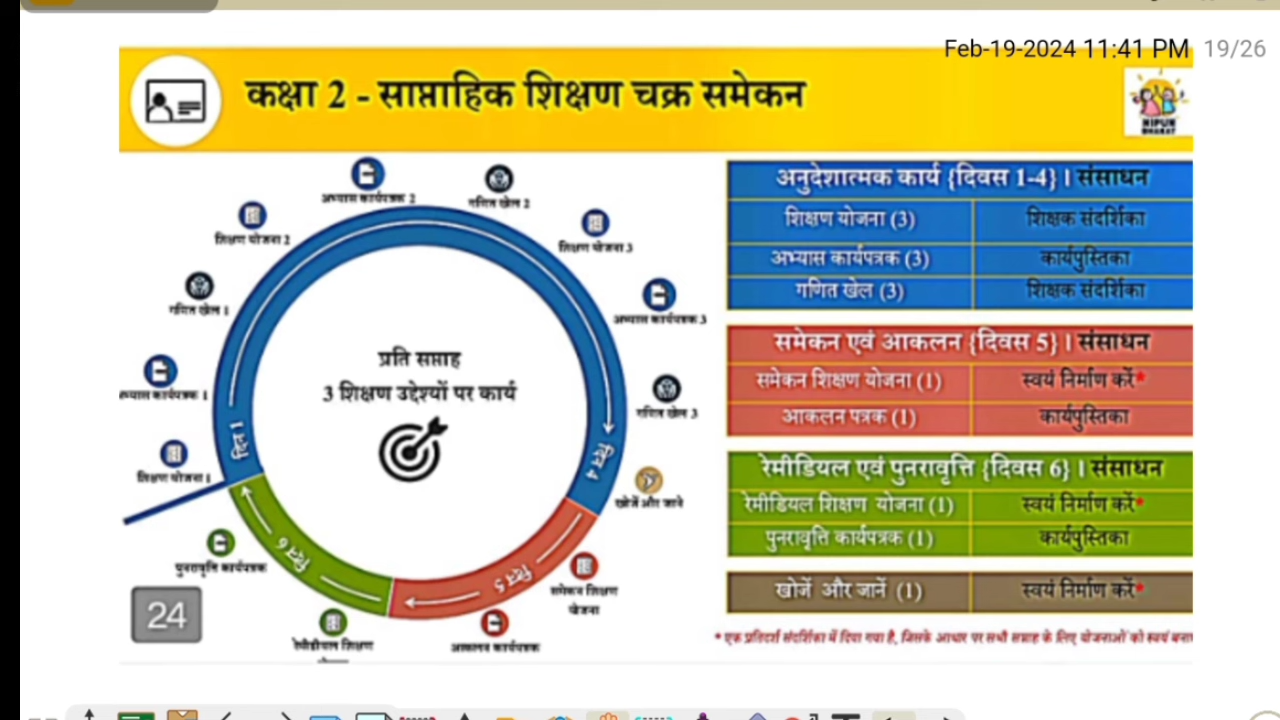 Feb-19-2024 11:41 PM 19/26
कक्षा 2 - साप्ताहिक शिक्षण चक्र समेकन
NIPUN
BHARAT
अभ्यास कार्यपत्रक 2
गणित खेल 2
शिक्षण योजना 2
शिक्षण योजना 3
गणित खेल 1
अभ्यास कार्यपत्रक 3
भ्यास कार्यपत्रक 1
गणित खेल 3
शिक्षण योजना 1
खोजें और जाने
पुनरावृति कार्यपत्रक
समेकन शिक्षण
योजना
रेमीडीयल शिक्षण
आकलन कार्यपत्रक
प्रति सप्ताह
3 शिक्षण उद्देश्यों पर कार्य
दिन 1
दिन 4
दिन 5
दिन 6
24
अनुदेशात्मक कार्य {दिवस 1-4} । संसाधन
शिक्षण योजना (3) शिक्षक संदर्शिका
अभ्यास कार्यपत्रक (3) कार्यपुस्तिका
गणित खेल (3) शिक्षक संदर्शिका
समेकन एवं आकलन {दिवस 5} । संसाधन
समेकन शिक्षण योजना (1) स्वयं निर्माण करें*
आकलन पत्रक (1) कार्यपुस्तिका
रेमीडियल एवं पुनरावृत्ति {दिवस 6} । संसाधन
रेमीडियल शिक्षण योजना (1) स्वयं निर्माण करें*
पुनरावृत्ति कार्यपत्रक (1) कार्यपुस्तिका
खोजें और जानें (1) स्वयं निर्माण करें*
* एक प्रतिदर्श संदर्शिका में दिया गया है, जिसके आधार पर सभी सप्ताह के लिए योजनाओं को स्वयं बना